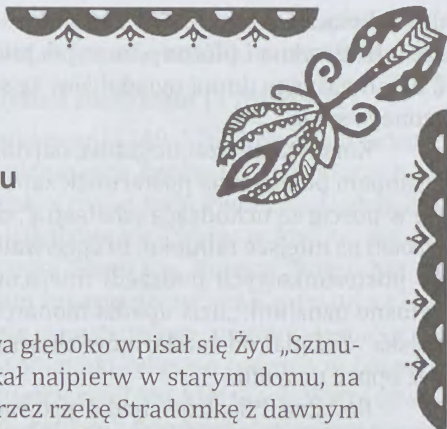 u
wa głęboko wpisał się Żyd „Szmu-
kał najpierw w starym domu, na
rzez rzekę Stradomkę z dawnym